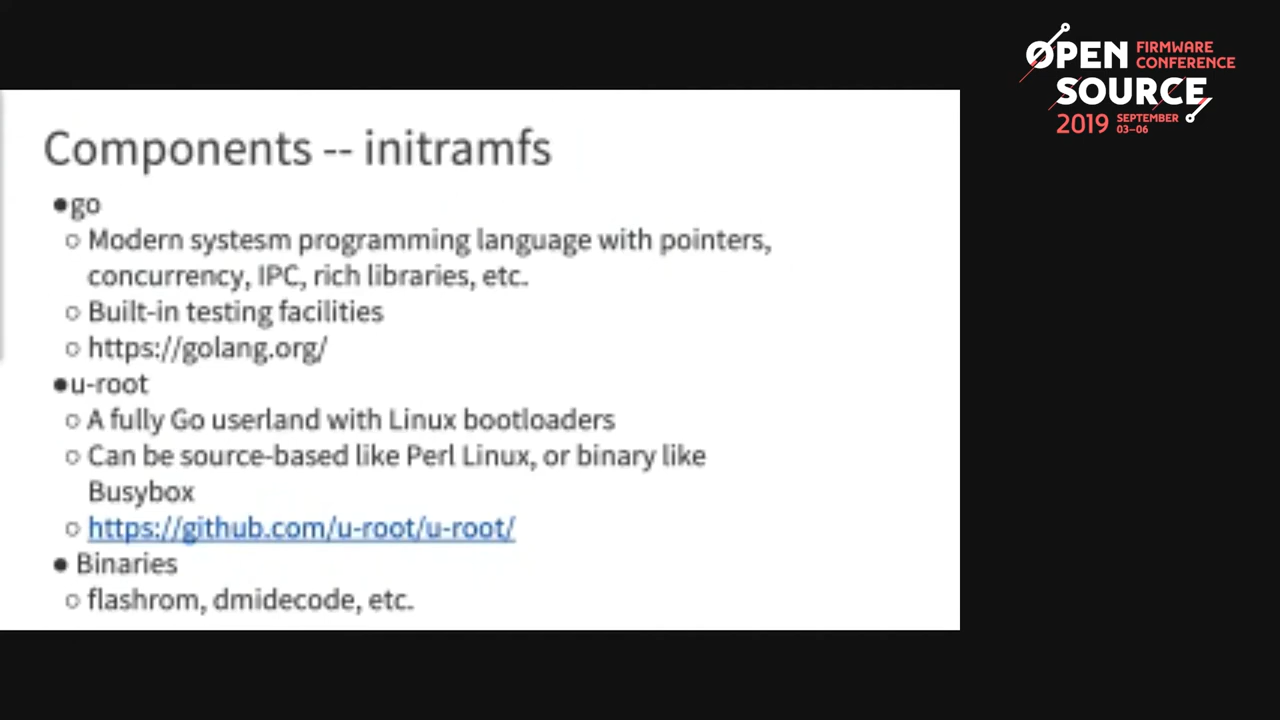 OPEN FIRMWARE
CONFERENCE
SOURCE
2019 SEPTEMBER
03–06
Components -- initramfs
●go
○ Modern systesm programming language with pointers,
concurrency, IPC, rich libraries, etc.
○ Built-in testing facilities
○ https://golang.org/
●u-root
○ A fully Go userland with Linux bootloaders
○ Can be source-based like Perl Linux, or binary like
Busybox
○ https://github.com/u-root/u-root/
● Binaries
○ flashrom, dmidecode, etc.